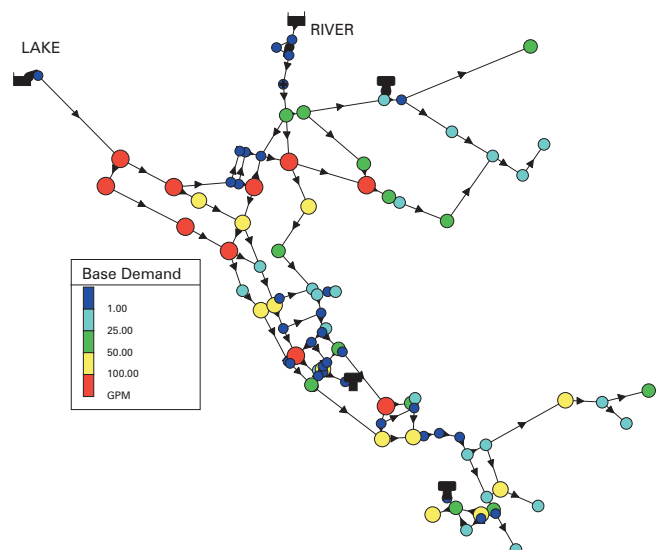 RIVER
LAKE
Base Demand
1.00
25.00
50.00
100.00
GPM